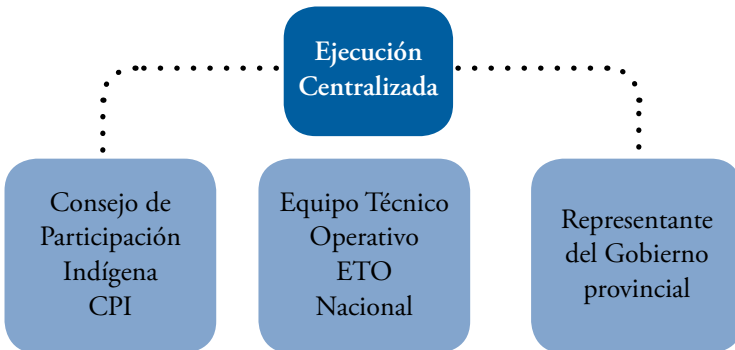 Ejecución
Centralizada
Consejo de
Participación
Indígena
CPI
Equipo Técnico
Operativo
ETO
Nacional
Representante
del Gobierno
provincial